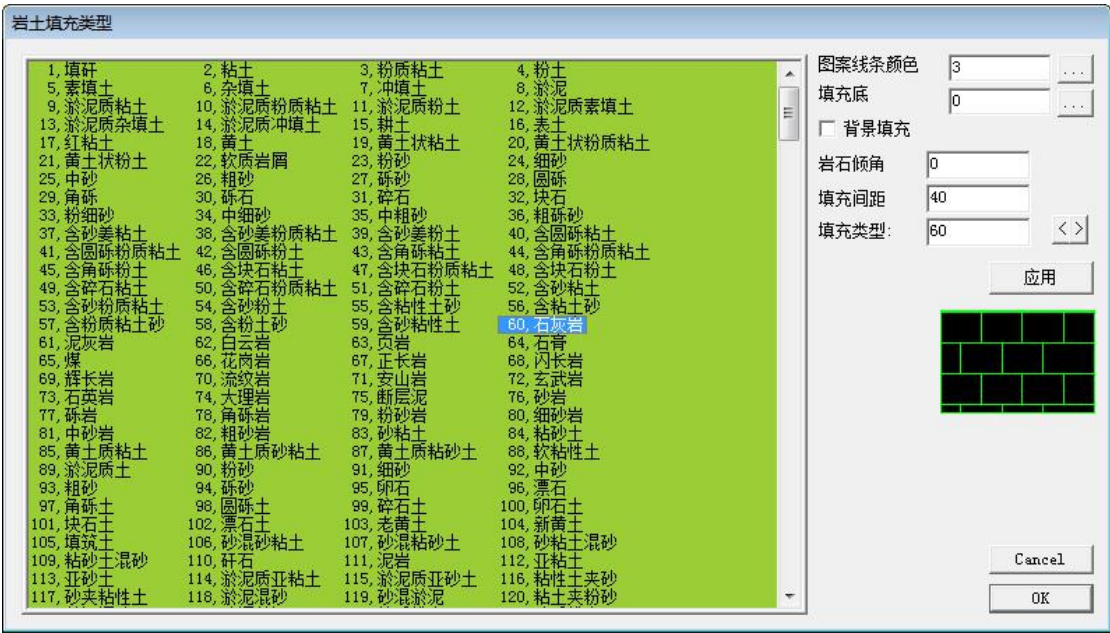 岩土填充类型
1,填矸 2,粘土 3,粉质粘土 4,粉土
5,素填土 6,杂填土 7,冲填土 8,淤泥
9,淤泥质粘土 10,淤泥质粉质粘土 11,淤泥质粉土 12,淤泥质素填土
13,淤泥质杂填土 14,淤泥质冲填土 15,耕土 16,表土
17,红粘土 18,黄土 19,黄土状粘土 20,黄土状粉质粘土
21,黄土状粉土 22,软质岩屑 23,粉砂 24,细砂
25,中砂 26,粗砂 27,砾砂 28,圆砾
29,角砾 30,砾石 31,碎石 32,块石
33,粉细砂 34,中细砂 35,中粗砂 36,粗砾砂
37,含砂姜粘土 38,含砂姜粉质粘土 39,含砂姜粉土 40,含圆砾粘土
41,含圆砾粉质粘土 42,含圆砾粉土 43,含角砾粘土 44,含角砾粉质粘土
45,含角砾粉土 46,含块石粘土 47,含块石粉质粘土 48,含块石粉土
49,含碎石粘土 50,含碎石粉质粘土 51,含碎石粉土 52,含砂粘土
53,含砂粉质粘土 54,含砂粉土 55,含粘性土砂 56,含粘土砂
57,含粉质粘土砂 58,含粉土砂 59,含砂粘性土 60,石灰岩
61,泥灰岩 62,白云岩 63,页岩 64,石膏
65,煤 66,花岗岩 67,正长岩 68,闪长岩
69,辉长岩 70,流纹岩 71,安山岩 72,玄武岩
73,石英岩 74,大理岩 75,断层泥 76,砂岩
77,砾岩 78,角砾岩 79,粉砂岩 80,细砂岩
81,中砂岩 82,粗砂岩 83,砂粘土 84,粘砂土
85,黄土质粘土 86,黄土质砂粘土 87,黄土质粘砂土 88,软粘性土
89,淤泥质土 90,粉砂 91,细砂 92,中砂
93,粗砂 94,砾砂 95,卵石 96,漂石
97,角砾土 98,圆砾土 99,碎石土 100,卵石土
101,块石土 102,漂石土 103,老黄土 104,新黄土
105,填筑土 106,砂混砂粘土 107,砂混粘砂土 108,砂粘土混砂
109,粘砂土混砂 110,矸石 111,泥岩 112,亚粘土
113,亚砂土 114,淤泥质亚粘土 115,淤泥质亚砂土 116,粘性土夹砂
117,砂夹粘性土 118,淤泥混砂 119,砂混淤泥 120,粘土夹粉砂
图案线条颜色 3 ...
填充底 0 ...
背景填充
岩石倾角 0
填充间距 40
填充类型: 60 < >
应用
Cancel
OK